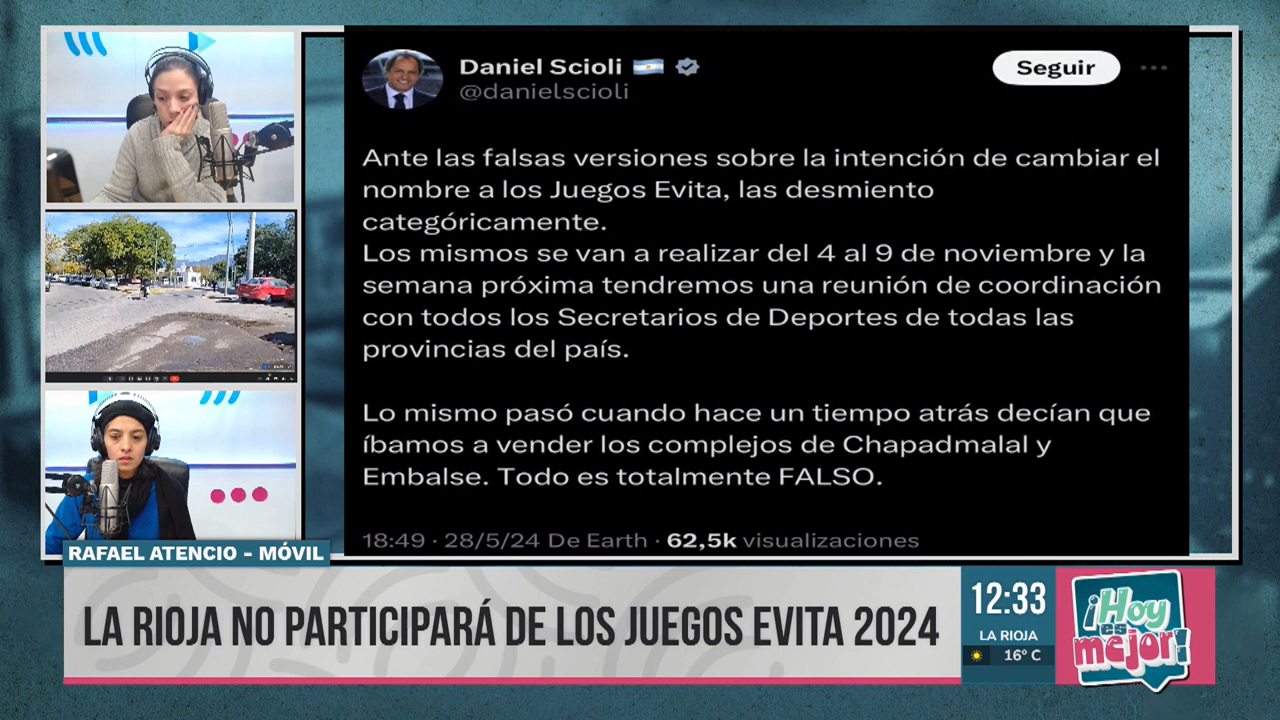 Daniel Scioli
@danielscioli
Seguir
Ante las falsas versiones sobre la intención de cambiar el
nombre a los Juegos Evita, las desmiento
categóricamente.
Los mismos se van a realizar del 4 al 9 de noviembre y la
semana próxima tendremos una reunión de coordinación
con todos los Secretarios de Deportes de todas las
provincias del país.
Lo mismo pasó cuando hace un tiempo atrás decían que
íbamos a vender los complejos de Chapadmalal y
Embalse. Todo es totalmente FALSO.
18:49 · 28/5/24 De Earth · 62,5k visualizaciones
RAFAEL ATENCIO - MÓVIL
LA RIOJA NO PARTICIPARÁ DE LOS JUEGOS EVITA 2024
12:33
LA RIOJA
16° C
¡Hoy
es
mejor!